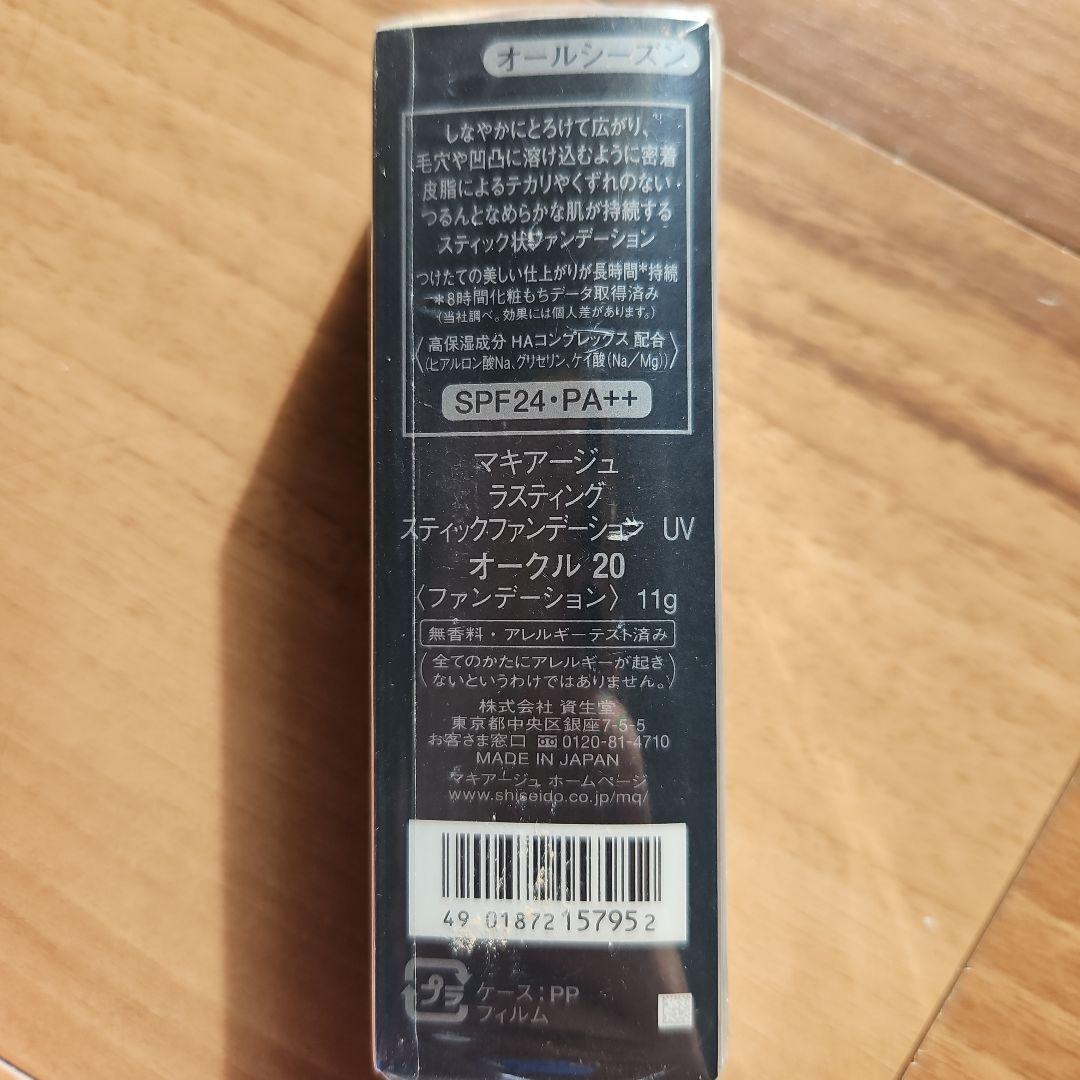 オールシーズン
しなやかにとろけて広がり、
毛穴や凹凸に溶け込むように密着
皮脂によるテカリやくずれのない
つるんとなめらかな肌が持続する
スティック状ファンデーション
つけたての美しい仕上がりが長時間*持続
*8時間化粧もちデータ取得済み
(当社調べ。効果には個人差があります。)
高保湿成分 HAコンプレックス 配合
(ヒアルロン酸Na、グリセリン、ケイ酸(Na/Mg))
SPF24・PA++
マキアージュ
ラスティング
スティックファンデーション UV
オークル 20
〈ファンデーション〉 11g
無香料・アレルギーテスト済み
(全てのかたにアレルギーが起き
ないというわけではありません。)
株式会社 資生堂
東京都中央区銀座7-5-5
お客さま窓口 0120-81-4710
MADE IN JAPAN
マキアージュ ホームページ
www.shiseido.co.jp/mq/
49 01872 15795 2
プラ
ケース:PP
フィルム